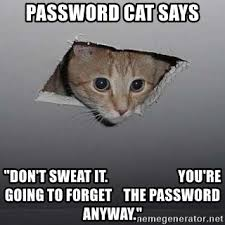 PASSWORD CAT SAYS
"DON'T SWEAT IT. YOU'RE
GOING TO FORGET THE PASSWORD
ANYWAY."
memegenerator.net